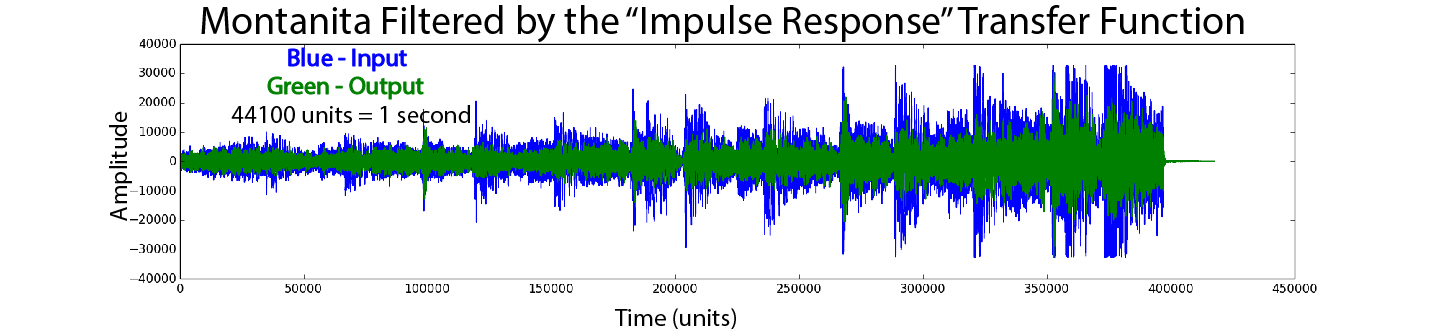 Montanita Filtered by the “Impulse Response” Transfer Function
Blue - Input
Green - Output
44100 units = 1 second
Amplitude
40000
30000
20000
10000
0
−10000
−20000
−30000
−40000
0 50000 100000 150000 200000 250000 300000 350000 400000 450000
Time (units)